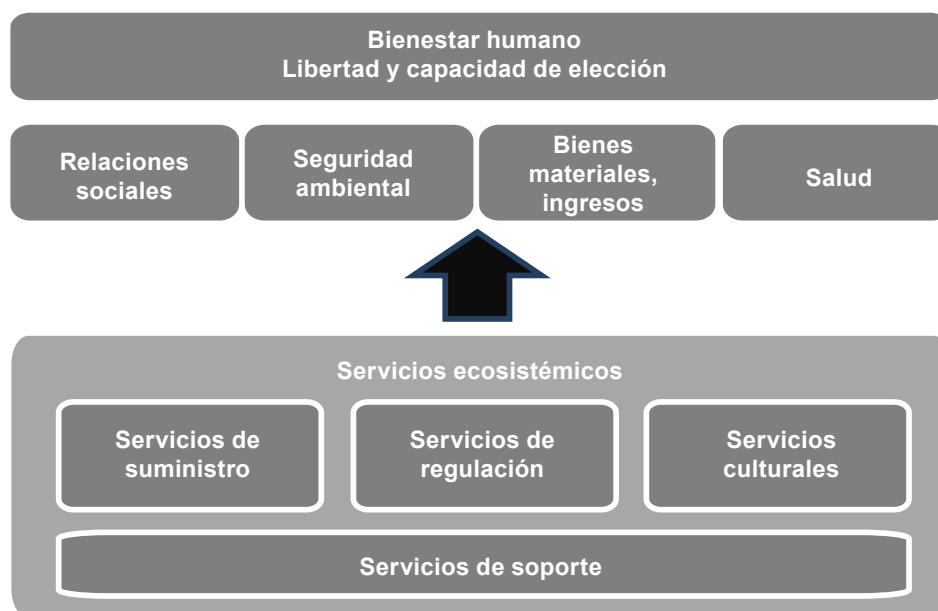 Bienestar humano
Libertad y capacidad de elección
Relaciones
sociales
Seguridad
ambiental
Bienes
materiales,
ingresos
Salud
Servicios ecosistémicos
Servicios de
suministro
Servicios de
regulación
Servicios
culturales
Servicios de soporte